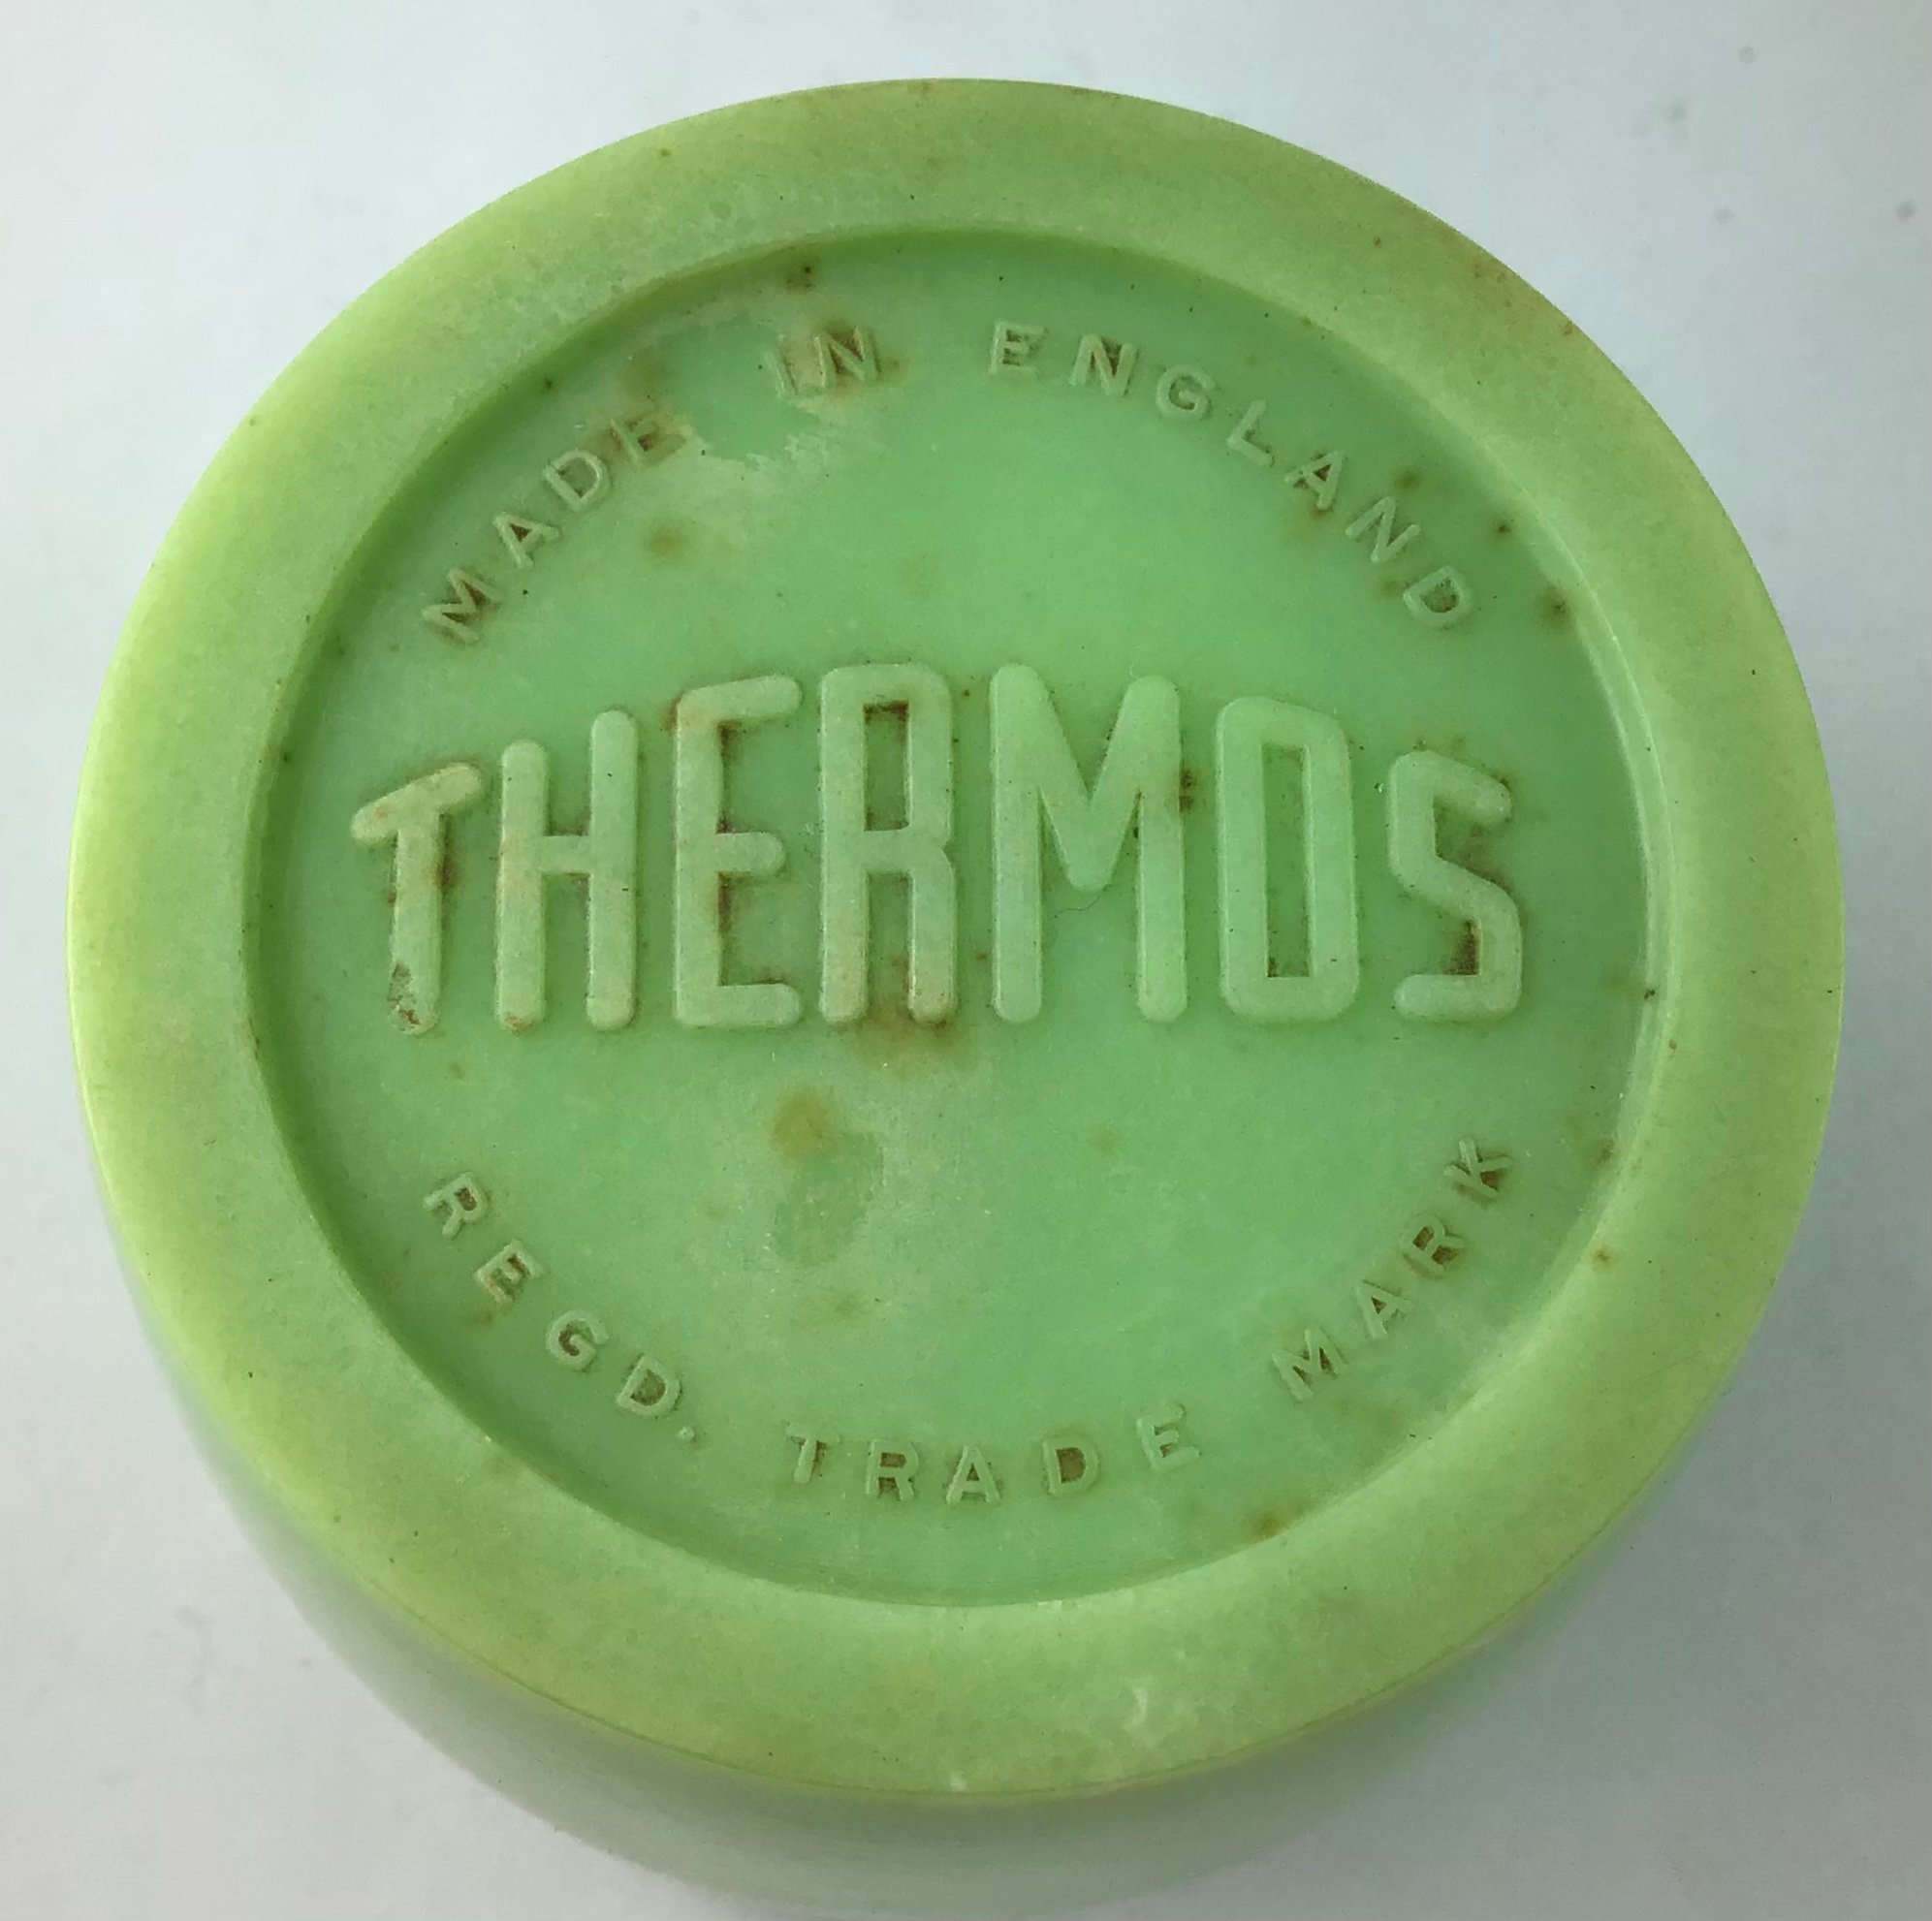 MADE IN ENGLAND
THERMOS
REGD. TRADE MARK